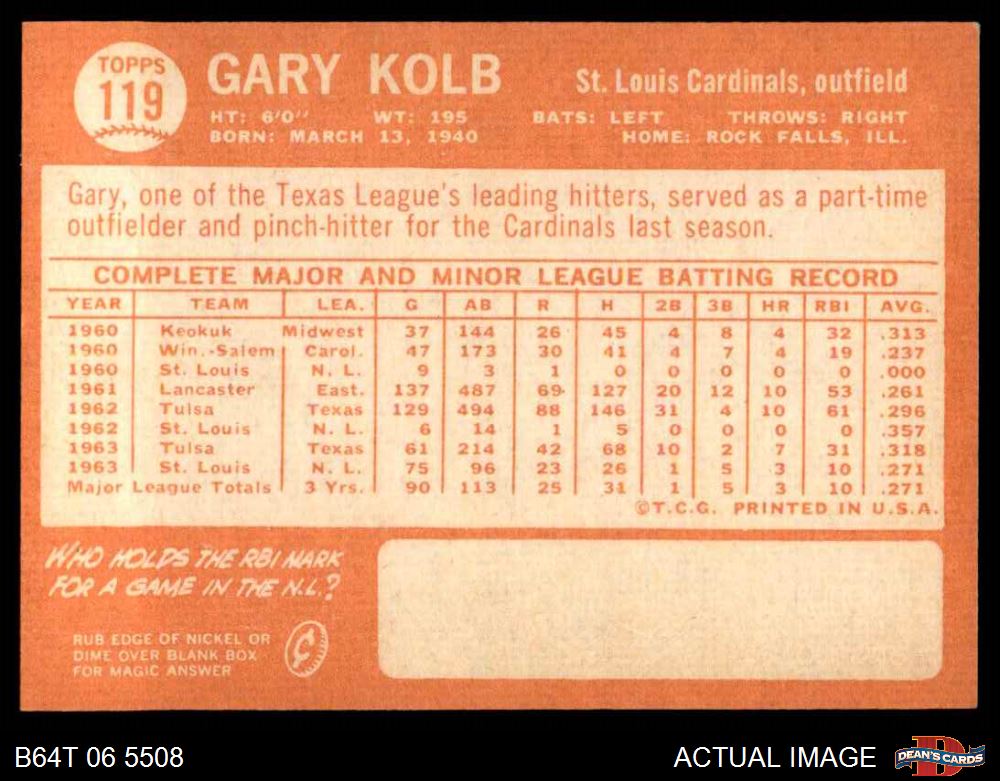 TOPPS
119
GARY KOLB
St. Louis Cardinals, outfield
HT: 6'0" WT: 195 BATS: LEFT THROWS: RIGHT
BORN: MARCH 13, 1940 HOME: ROCK FALLS, ILL.
Gary, one of the Texas League's leading hitters, served as a part-time
outfielder and pinch-hitter for the Cardinals last season.
COMPLETE MAJOR AND MINOR LEAGUE BATTING RECORD
YEAR TEAM LEA. G AB R H 2B 3B HR RBI AVG.
1960 Keokuk Midwest 37 144 26 45 4 8 4 32 .313
1960 Win.-Salem Carol. 47 173 30 41 4 7 4 19 .237
1960 St. Louis N. L. 9 3 1 0 0 0 0 0 .000
1961 Lancaster East. 137 487 69 127 20 12 10 53 .261
1962 Tulsa Texas 129 494 88 146 31 4 10 61 .296
1962 St. Louis N. L. 6 14 1 5 0 0 0 0 .357
1963 Tulsa Texas 61 214 42 68 10 2 7 31 .318
1963 St. Louis N. L. 75 96 23 26 1 5 3 10 .271
Major League Totals 3 Yrs. 90 113 25 31 1 5 3 10 .271
©T.C.G. PRINTED IN U.S.A.
WHO HOLDS THE RBI MARK
FOR A GAME IN THE N.L.?
RUB EDGE OF NICKEL OR
DIME OVER BLANK BOX
FOR MAGIC ANSWER
¢
B64T 06 5508
ACTUAL IMAGE
D
DEAN'S CARDS